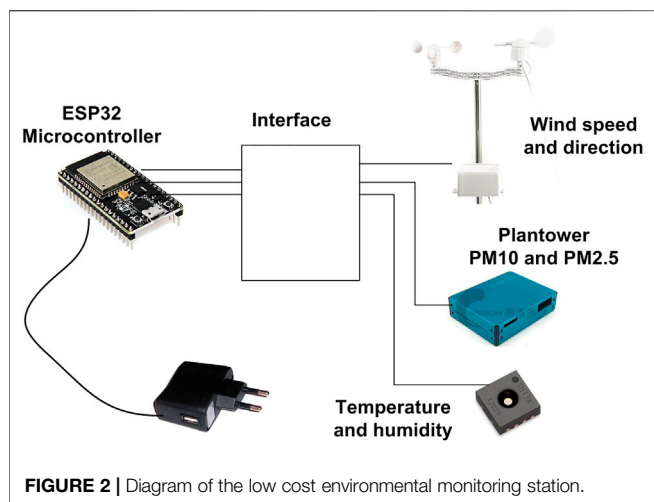 ESP32
Microcontroller
Interface
Wind speed
and direction
Plantower
PM10 and PM2.5
Temperature
and humidity
FIGURE 2 | Diagram of the low cost environmental monitoring station.